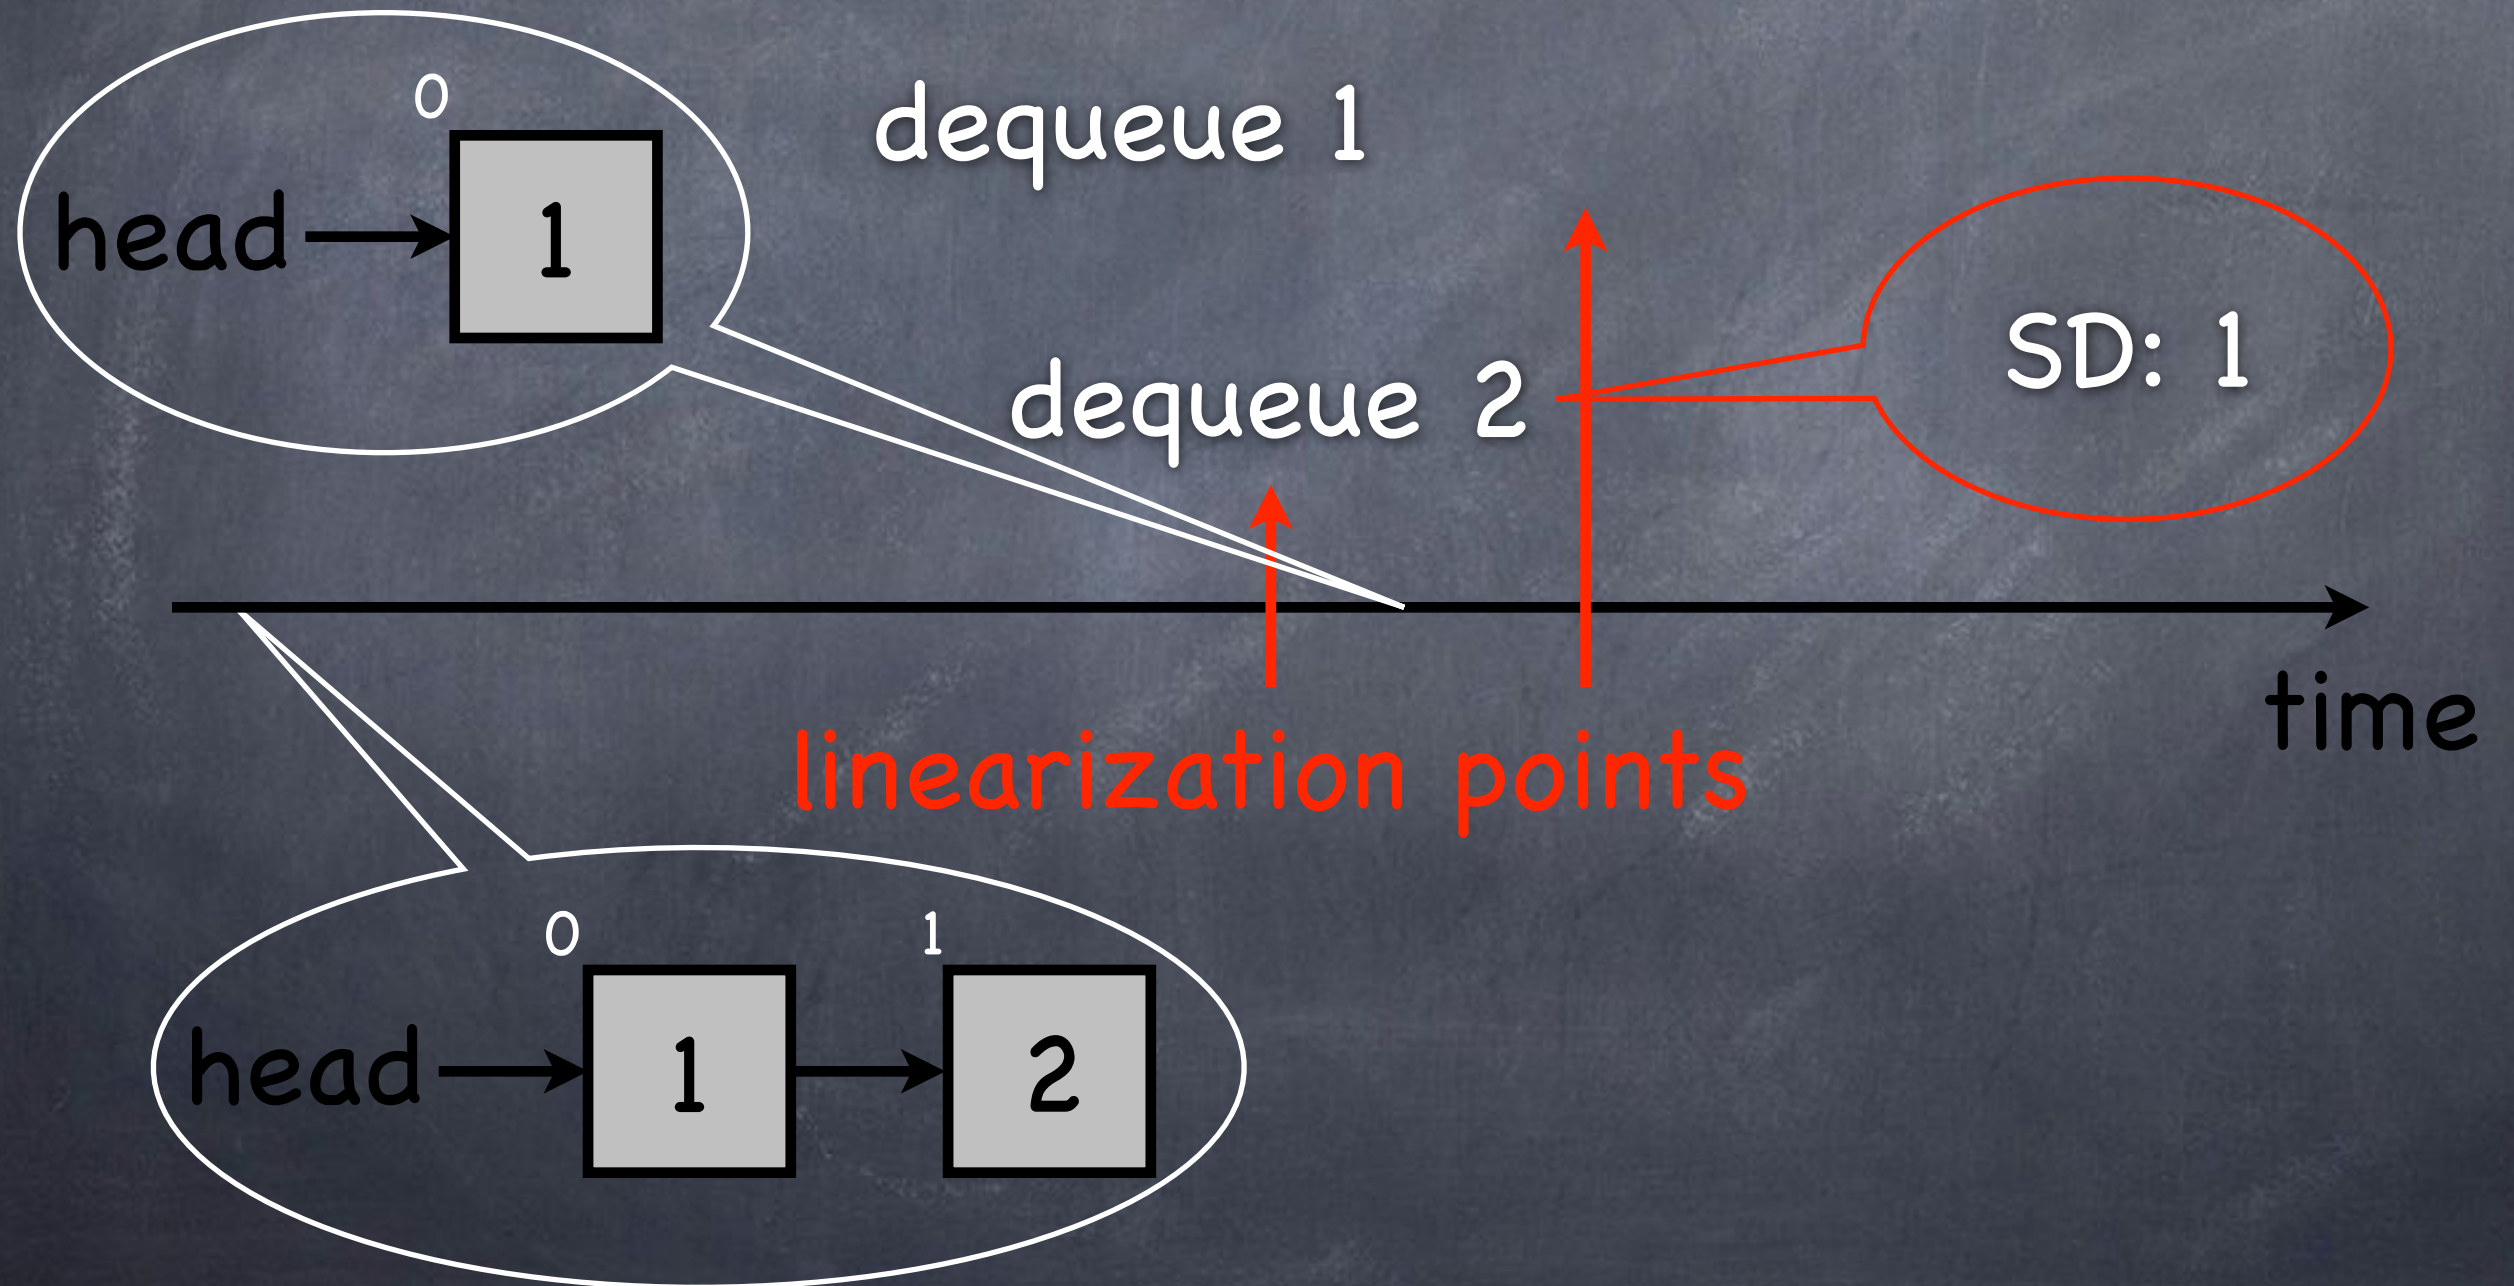 0
dequeue 1
head
1
SD: 1
dequeue 2
time
linearization points
0 1
head
1
2